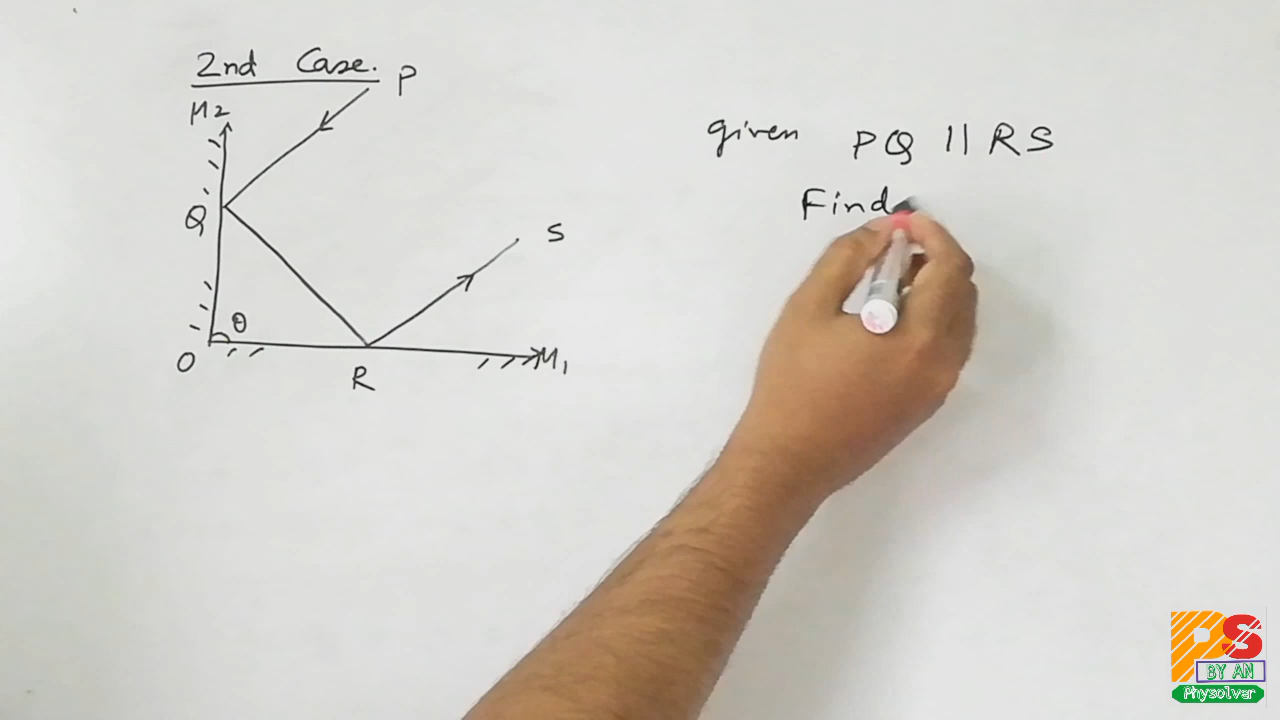 2nd Case.
P
M2
given PQ || RS
Find
Q
S
θ
O
M1
R
PS
BY AN
Physolver